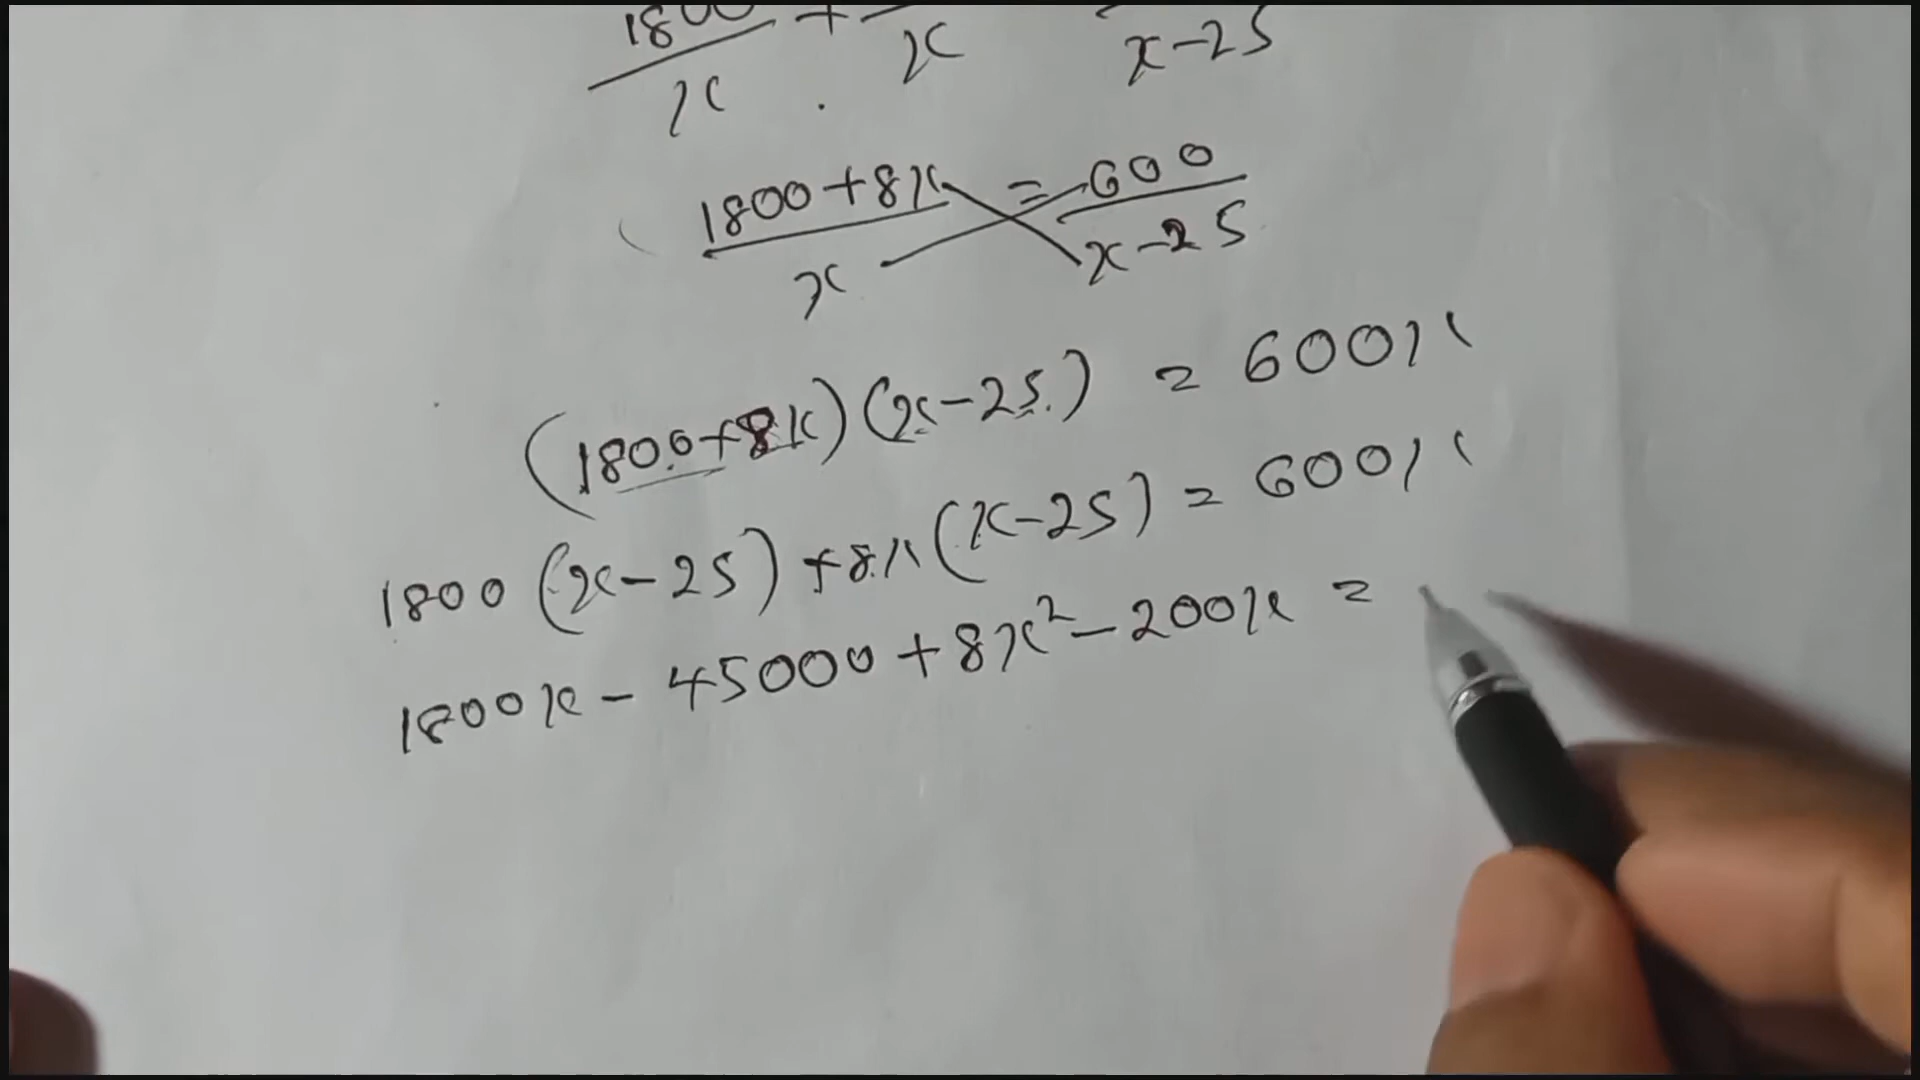 1800 +
x x x-25
1800+8x = 600
x x-25
(1800+8x)(x-25) = 600x
1800(x-25)+8x(x-25) = 600x
1800x - 45000 + 8x² - 200x =